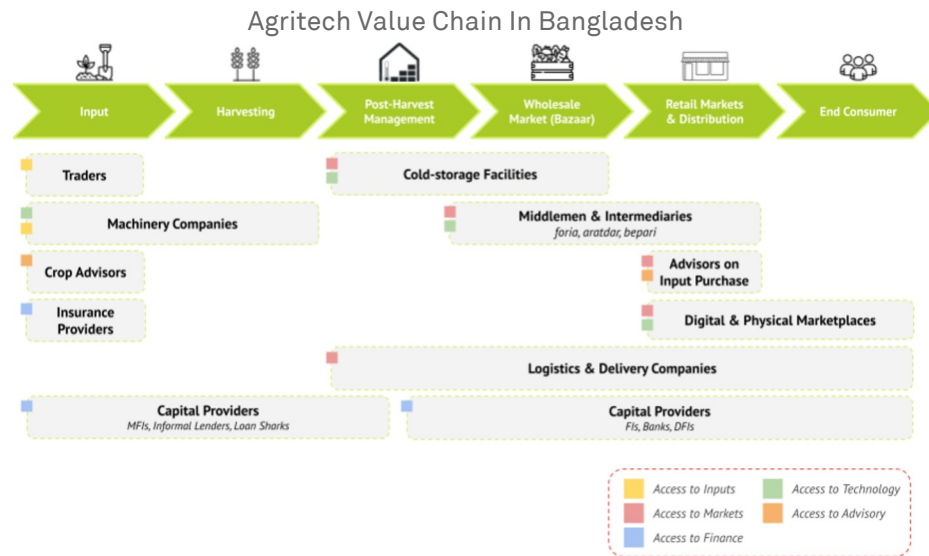 Agritech Value Chain In Bangladesh
Input
Harvesting
Post-Harvest
Management
Wholesale
Market (Bazaar)
Retail Markets
& Distribution
End Consumer
Traders
Cold-storage Facilities
Machinery Companies
Middlemen & Intermediaries
foria, aratdar, bepari
Crop Advisors
Advisors on
Input Purchase
Insurance
Providers
Digital & Physical Marketplaces
Logistics & Delivery Companies
Capital Providers
MFIs, Informal Lenders, Loan Sharks
Capital Providers
FIs, Banks, DFIs
Access to Inputs
Access to Technology
Access to Markets
Access to Advisory
Access to Finance